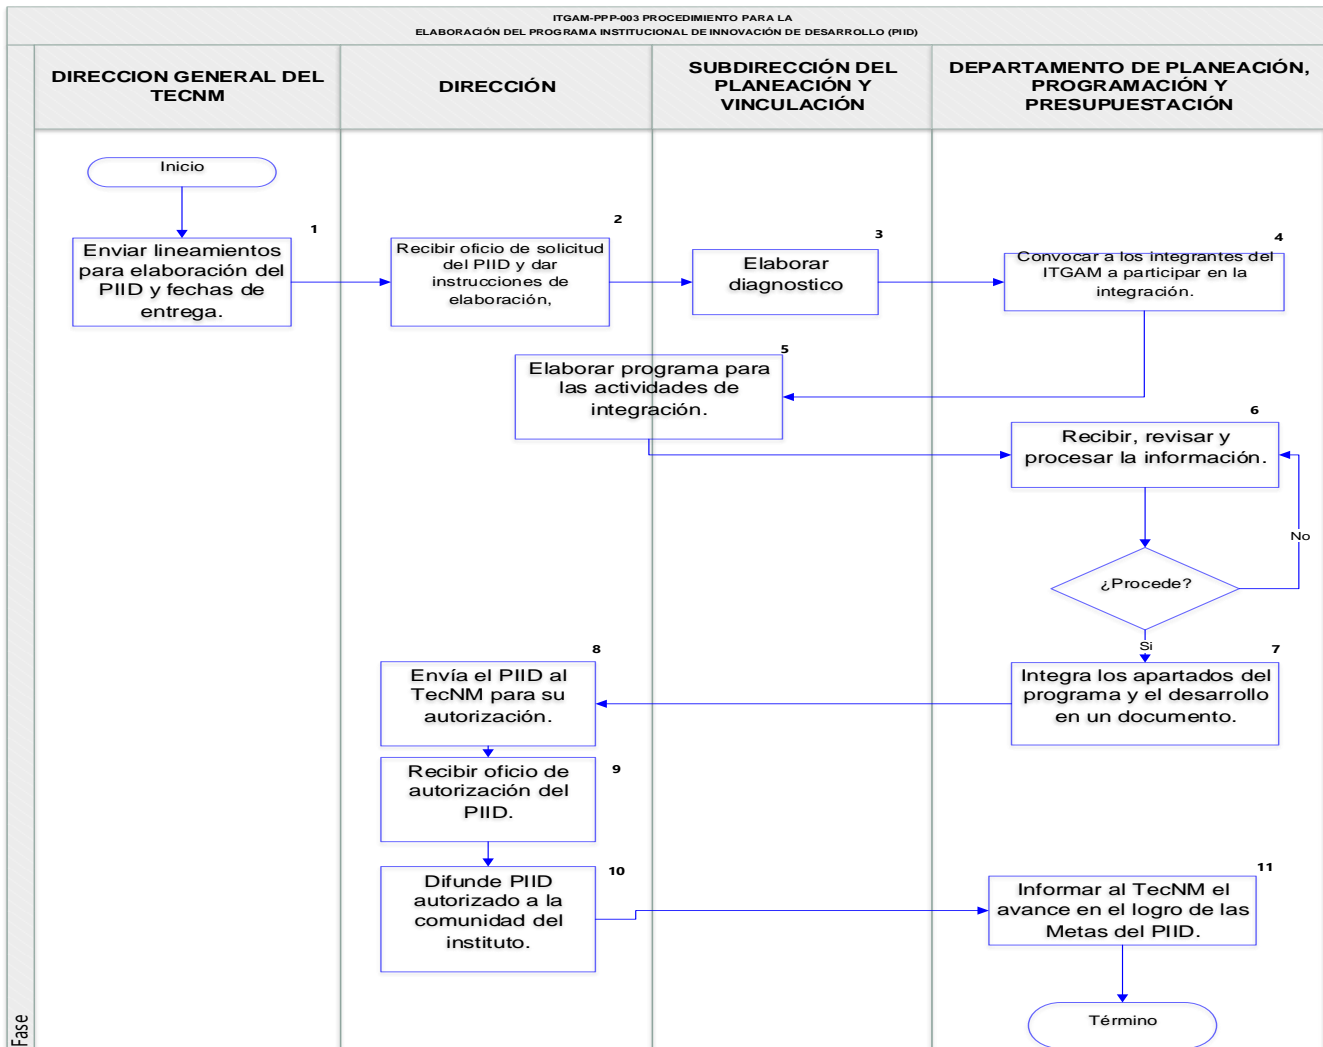 ITGAM-PPP-003 PROCEDIMIENTO PARA LA
ELABORACIÓN DEL PROGRAMA INSTITUCIONAL DE INNOVACIÓN DE DESARROLLO (PIID)
DIRECCION GENERAL DEL
TECNM
DIRECCIÓN
SUBDIRECCIÓN DEL
PLANEACIÓN Y
VINCULACIÓN
DEPARTAMENTO DE PLANEACIÓN,
PROGRAMACIÓN Y
PRESUPUESTACIÓN
Inicio
1
Enviar lineamientos
para elaboración del
PIID y fechas de
entrega.
2
Recibir oficio de solicitud
del PIID y dar
instrucciones de
elaboración,
3
Elaborar
diagnostico
4
Convocar a los integrantes del
ITGAM a participar en la
integración.
5
Elaborar programa para
las actividades de
integración.
6
Recibir, revisar y
procesar la información.
No
¿Procede?
Si
7
Integra los apartados del
programa y el desarrollo
en un documento.
8
Envía el PIID al
TecNM para su
autorización.
9
Recibir oficio de
autorización del
PIID.
10
Difunde PIID
autorizado a la
comunidad del
instituto.
11
Informar al TecNM el
avance en el logro de las
Metas del PIID.
Término
Fase